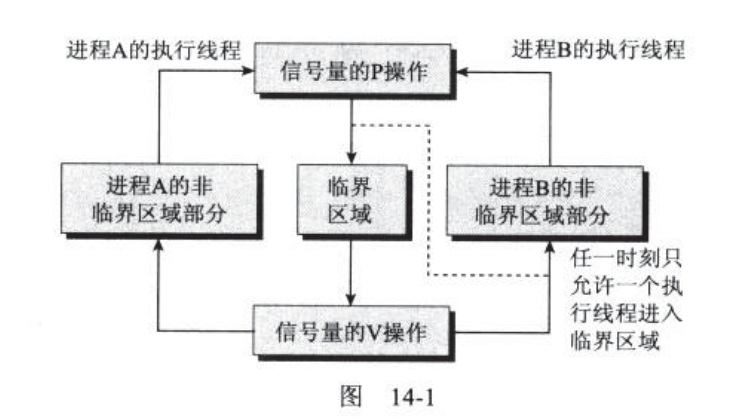 进程A的执行线程
信号量的P操作
进程B的执行线程
进程A的非
临界区域部分
临界
区域
进程B的非
临界区域部分
任一时刻只
允许一个执
行线程进入
临界区域
信号量的V操作
图 14-1